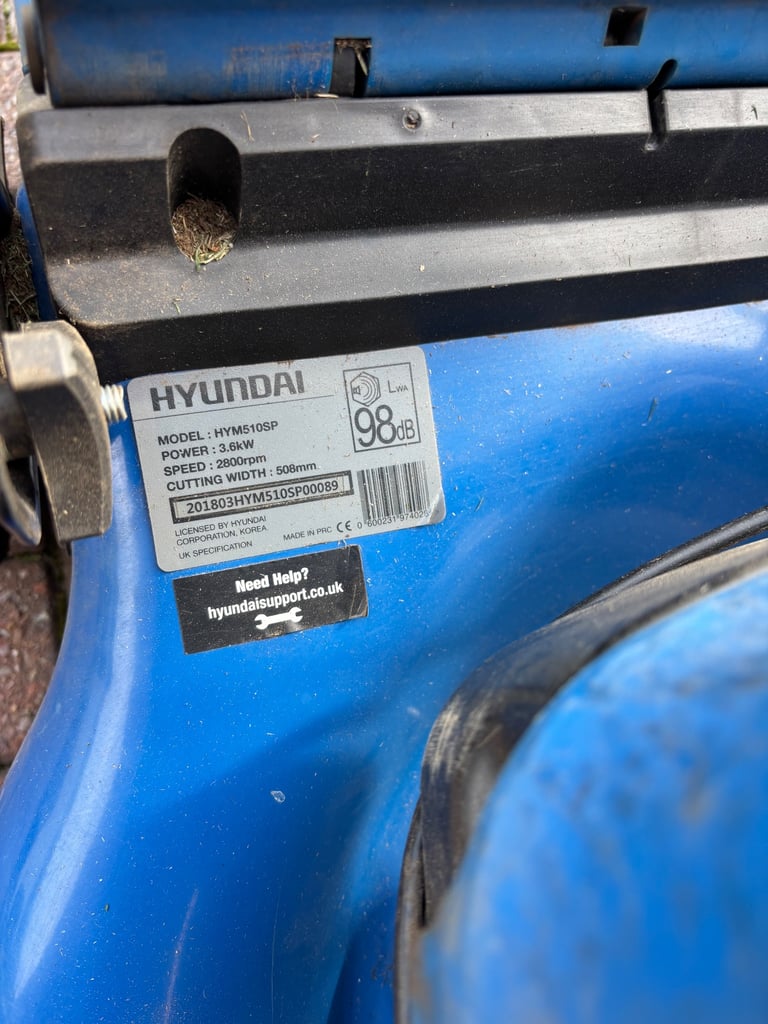 HYUNDAI
LWA
98dB
MODEL : HYM510SP
POWER : 3.6kW
SPEED : 2800rpm
CUTTING WIDTH : 508mm
201803HYM510SP00089
LICENSED BY HYUNDAI
CORPORATION, KOREA
UK SPECIFICATION
MADE IN PRC CE
Need Help?
hyundaisupport.co.uk